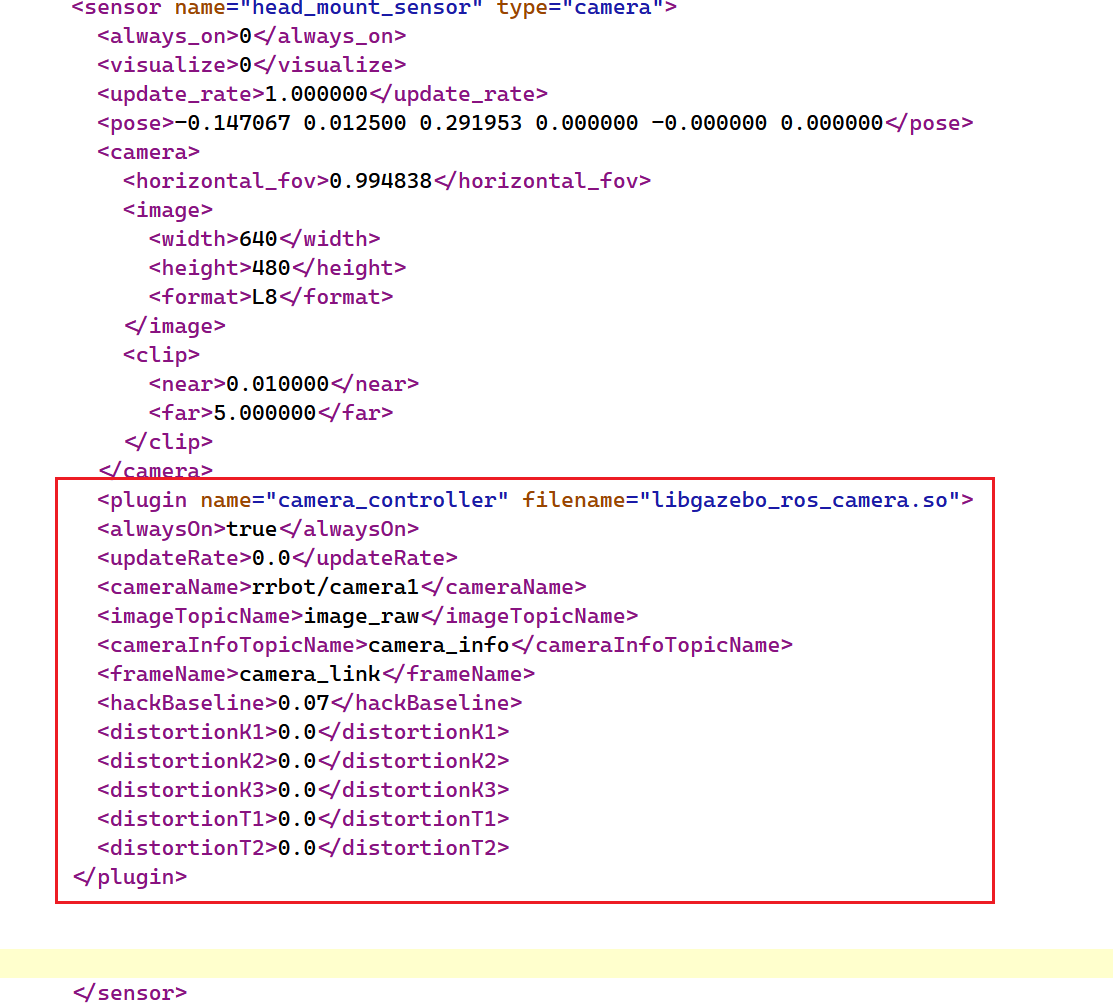 <sensor name="head_mount_sensor" type="camera">
<always_on>0</always_on>
<visualize>0</visualize>
<update_rate>1.000000</update_rate>
<pose>-0.147067 0.012500 0.291953 0.000000 -0.000000 0.000000</pose>
<camera>
<horizontal_fov>0.994838</horizontal_fov>
<image>
<width>640</width>
<height>480</height>
<format>L8</format>
</image>
<clip>
<near>0.010000</near>
<far>5.000000</far>
</clip>
</camera>
<plugin name="camera_controller" filename="libgazebo_ros_camera.so">
<alwaysOn>true</alwaysOn>
<updateRate>0.0</updateRate>
<cameraName>rrbot/camera1</cameraName>
<imageTopicName>image_raw</imageTopicName>
<cameraInfoTopicName>camera_info</cameraInfoTopicName>
<frameName>camera_link</frameName>
<hackBaseline>0.07</hackBaseline>
<distortionK1>0.0</distortionK1>
<distortionK2>0.0</distortionK2>
<distortionK3>0.0</distortionK3>
<distortionT1>0.0</distortionT1>
<distortionT2>0.0</distortionT2>
</plugin>
</sensor>